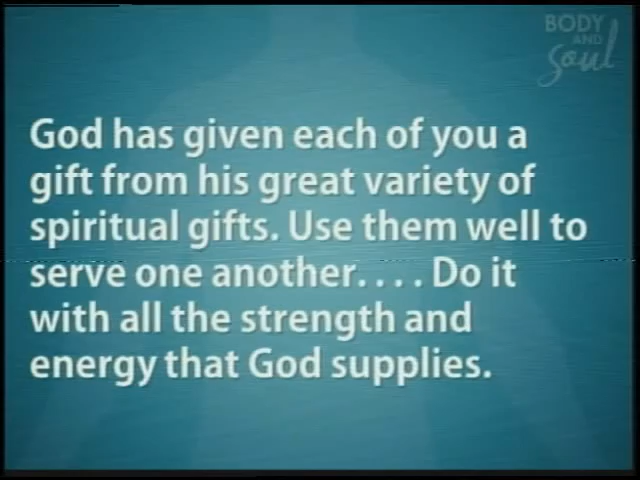 BODY
AND
Soul
God has given each of you a
gift from his great variety of
spiritual gifts. Use them well to
serve one another. . . . Do it
with all the strength and
energy that God supplies.